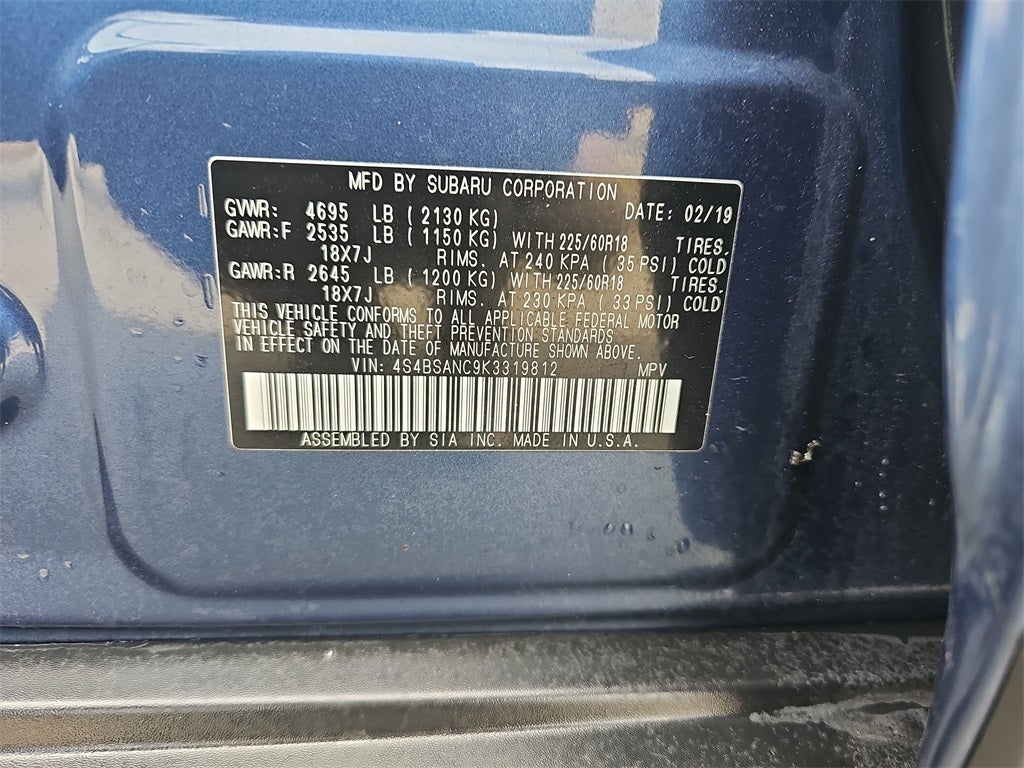 MFD BY SUBARU CORPORATION
GVWR: 4695 LB (2130 KG) DATE: 02/19
GAWR:F 2535 LB (1150 KG) WITH 225/60R18 TIRES.
18X7J RIMS. AT 240 KPA (35 PSI) COLD
GAWR:R 2645 LB (1200 KG) WITH 225/60R18 TIRES.
18X7J RIMS. AT 230 KPA (33 PSI) COLD
THIS VEHICLE CONFORMS TO ALL APPLICABLE FEDERAL MOTOR
VEHICLE SAFETY AND THEFT PREVENTION STANDARDS
IN EFFECT ON THE DATE OF MANUFACTURE SHOWN ABOVE.
VIN: 4S4BSANC9K3319812 MPV
ASSEMBLED BY SIA INC. MADE IN U.S.A.